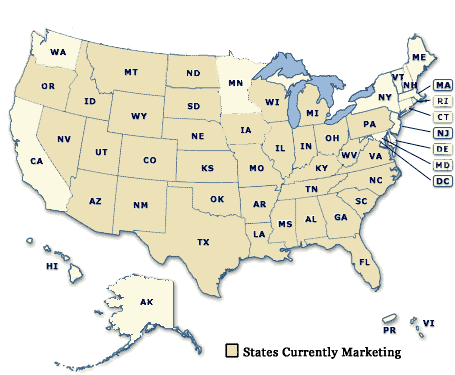 WA
ME
MT
ND
VT
NH
MN
OR
MA
ID
SD
WI
NY
RI
MI
WY
CT
PA
IA
NJ
NE
OH
NV
IL
IN
DE
UT
WV
CA
CO
VA
MD
KS
MO
KY
DC
NC
TN
OK
AZ
NM
AR
SC
MS
AL
GA
LA
TX
FL
HI
AK
PR
VI
States Currently Marketing